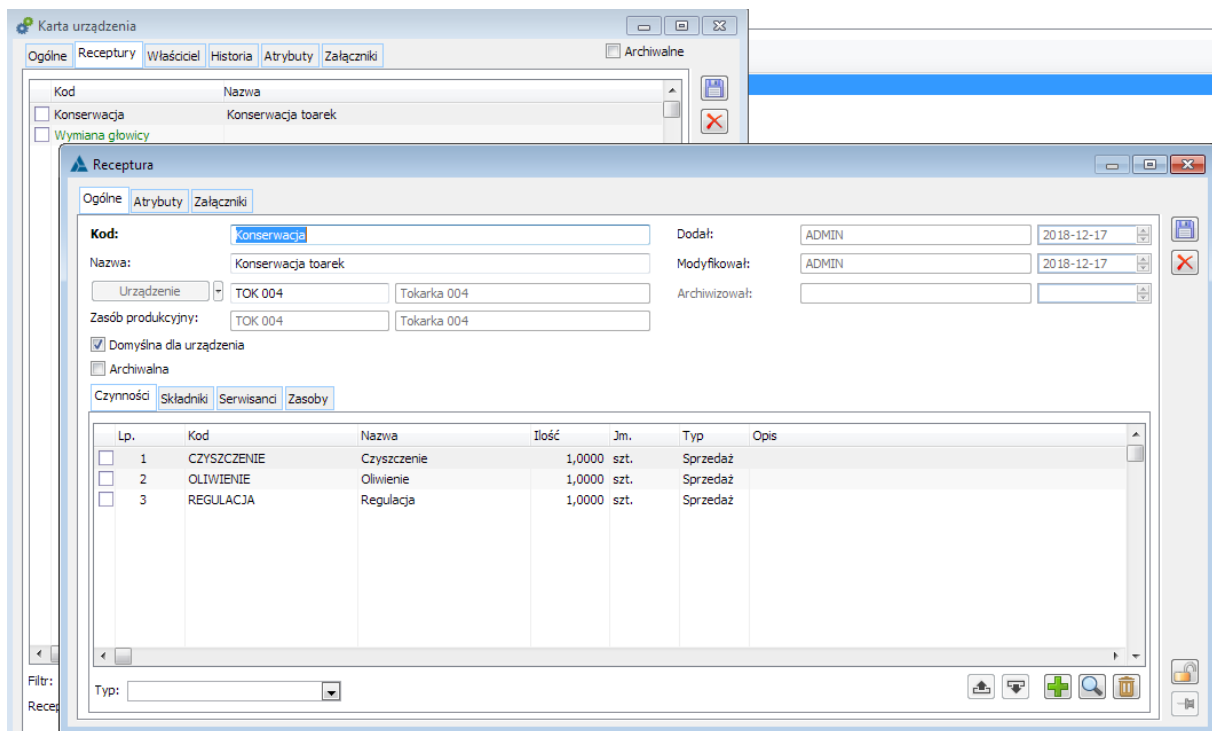 Karta urządzenia
Ogólne Receptury Właściciel Historia Atrybuty Załączniki Archiwalne
Kod Nazwa
Konserwacja Konserwacja toarek
Wymiana głowicy
Receptura
Ogólne Atrybuty Załączniki
Kod: Konserwacja Dodał: ADMIN 2018-12-17
Nazwa: Konserwacja toarek Modyfikował: ADMIN 2018-12-17
Urządzenie TOK 004 Tokarka 004 Archiwizował:
Zasób produkcyjny: TOK 004 Tokarka 004
Domyślna dla urządzenia
Archiwalna
Czynności Składniki Serwisanci Zasoby
Lp. Kod Nazwa Ilość Jm. Typ Opis
1 CZYSZCZENIE Czyszczenie 1,0000 szt. Sprzedaż
2 OLIWIENIE Oliwienie 1,0000 szt. Sprzedaż
3 REGULACJA Regulacja 1,0000 szt. Sprzedaż
Filtr:
Typ: